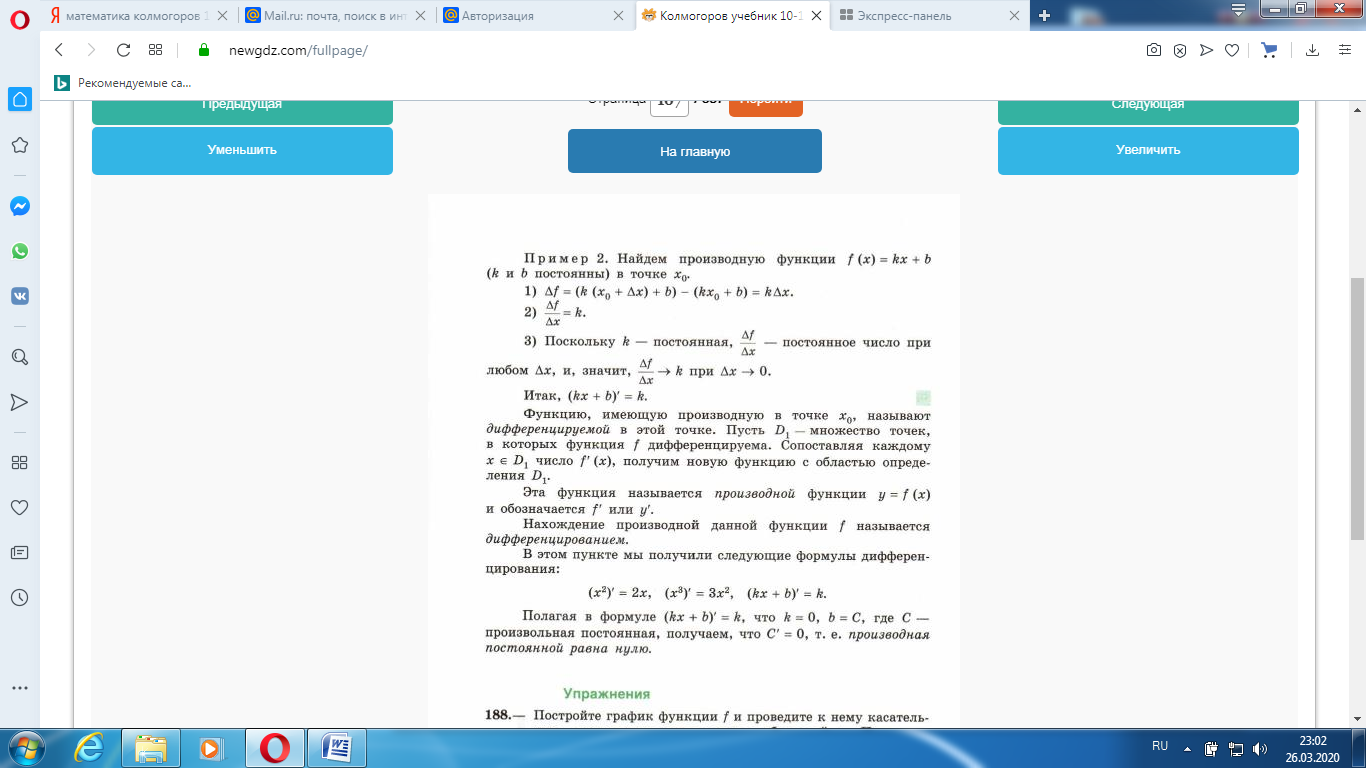 математика колмогоров 1
Mail.ru: почта, поиск в инт
Авторизация
Колмогоров учебник 10-1
Экспресс-панель
newgdz.com/fullpage/
Рекомендуемые са...
Предыдущая
Страница
Перейти
Следующая
Уменьшить
На главную
Увеличить
Пример 2. Найдем производную функции f (x) = kx + b
(k и b постоянны) в точке x₀.
1) Δf = (k (x₀ + Δx) + b) − (kx₀ + b) = kΔx.
2) Δf/Δx = k.
3) Поскольку k — постоянная, Δf/Δx — постоянное число при
любом Δx, и, значит, Δf/Δx → k при Δx → 0.
Итак, (kx + b)′ = k.
Функцию, имеющую производную в точке x₀, называют
дифференцируемой в этой точке. Пусть D₁ — множество точек,
в которых функция f дифференцируема. Сопоставляя каждому
x ∈ D₁ число f′ (x), получим новую функцию с областью опреде-
ления D₁.
Эта функция называется производной функции y = f (x)
и обозначается f′ или y′.
Нахождение производной данной функции f называется
дифференцированием.
В этом пункте мы получили следующие формулы дифферен-
цирования:
(x²)′ = 2x, (x³)′ = 3x², (kx + b)′ = k.
Полагая в формуле (kx + b)′ = k, что k = 0, b = C, где C —
произвольная постоянная, получаем, что C′ = 0, т. е. производная
постоянной равна нулю.
Упражнения
188.— Постройте график функции f и проведите к нему касатель-
RU
23:02
26.03.2020